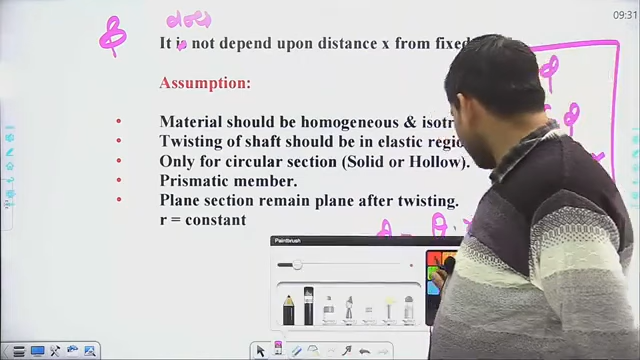 09:31
It is not depend upon distance x from fixed
Assumption:
Material should be homogeneous & isotr
Twisting of shaft should be in elastic regio
Only for circular section (Solid or Hollow).
Prismatic member.
Plane section remain plane after twisting.
r = constant
Paintbrush